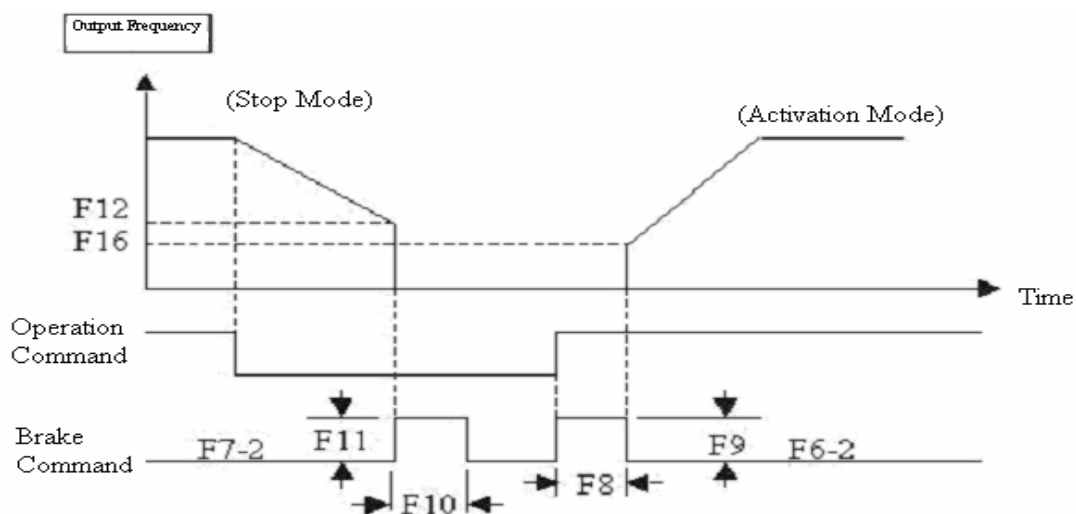 Output Frequency
(Stop Mode)
(Activation Mode)
F12
F16
Time
Operation
Command
Brake
Command
F7-2
F11
F10
F8
F9
F6-2